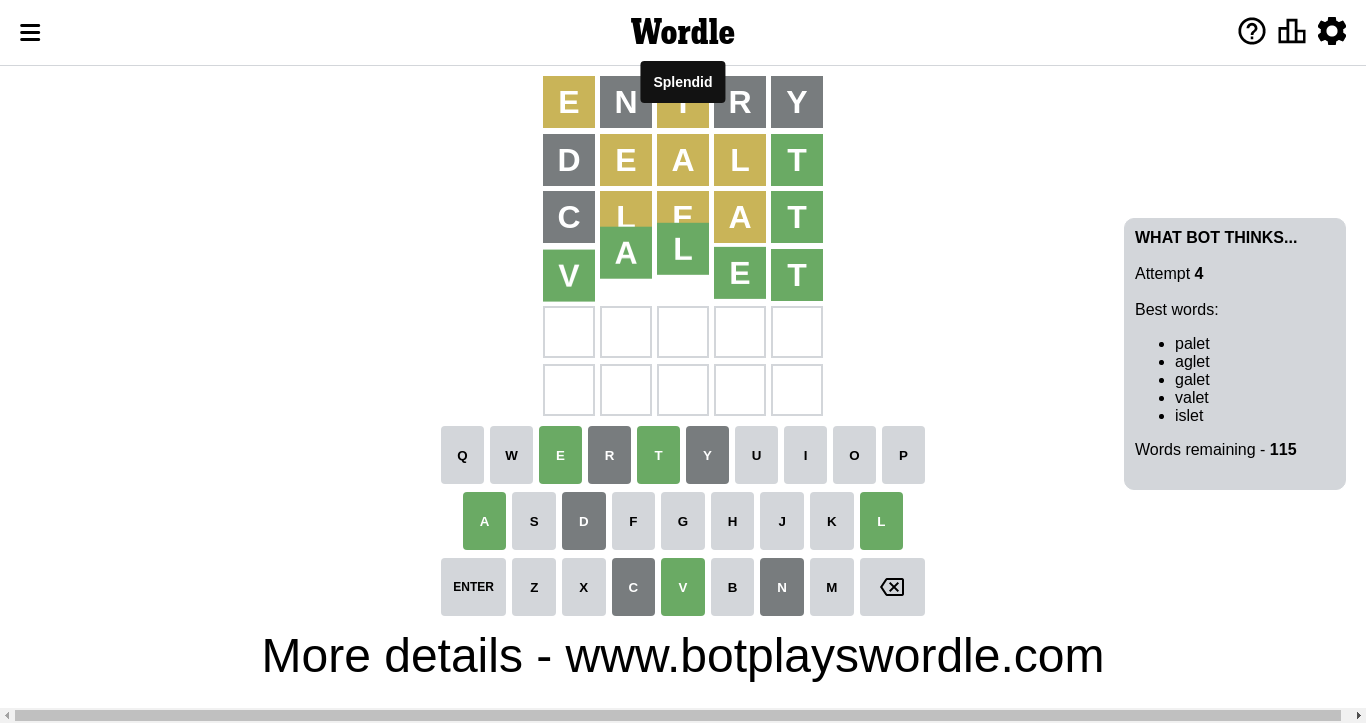 Wordle
Splendid
E N T R Y
D E A L T
C L E A T
V A L E T
WHAT BOT THINKS...
Attempt 4
Best words:
palet
aglet
galet
valet
islet
Words remaining - 115
Q W E R T Y U I O P
A S D F G H J K L
ENTER Z X C V B N M
More details - www.botplayswordle.com